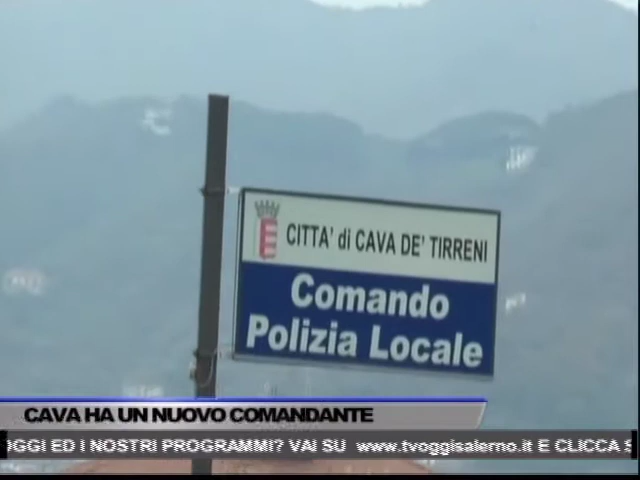 CITTA' di CAVA DE' TIRRENI
Comando
Polizia Locale
CAVA HA UN NUOVO COMANDANTE
OGGI ED I NOSTRI PROGRAMMI? VAI SU www.tvoggisalerno.it E CLICCA S